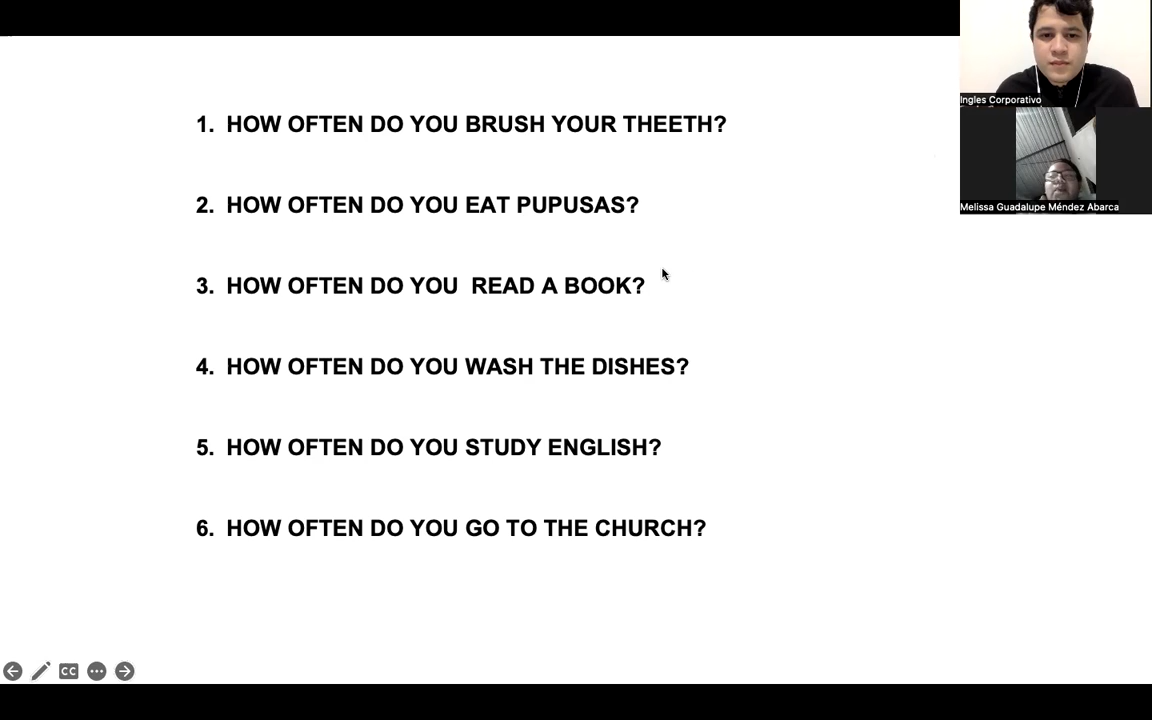 1. HOW OFTEN DO YOU BRUSH YOUR THEETH?
2. HOW OFTEN DO YOU EAT PUPUSAS?
3. HOW OFTEN DO YOU  READ A BOOK?
4. HOW OFTEN DO YOU WASH THE DISHES?
5. HOW OFTEN DO YOU STUDY ENGLISH?
6. HOW OFTEN DO YOU GO TO THE CHURCH?
Ingles Corporativo
Melissa Guadalupe Méndez Abarca
CC